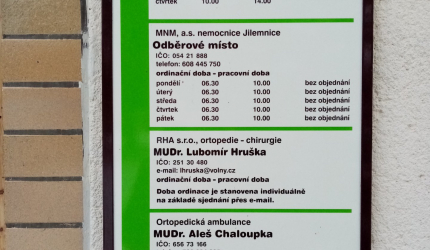 čtvrtek 10.00 14.00
MNM, a.s. nemocnice Jilemnice
Odběrové místo
IČO: 054 21 888
telefon: 608 445 750
ordinační doba - pracovní doba
pondělí 06.30 10.00 bez objednání
úterý 06.30 10.00 bez objednání
středa 06.30 10.00 bez objednání
čtvrtek 06.30 10.00 bez objednání
pátek 06.30 10.00 bez objednání
RHA s.r.o., ortopedie - chirurgie
MUDr. Lubomír Hruška
IČO: 251 30 480
e-mail: lhruska@volny.cz
ordinační doba - pracovní doba
Doba ordinace je stanovena individuálně
na základě sjednání přes e-mail.
Ortopedická ambulance
MUDr. Aleš Chaloupka
IČO: 656 73 166